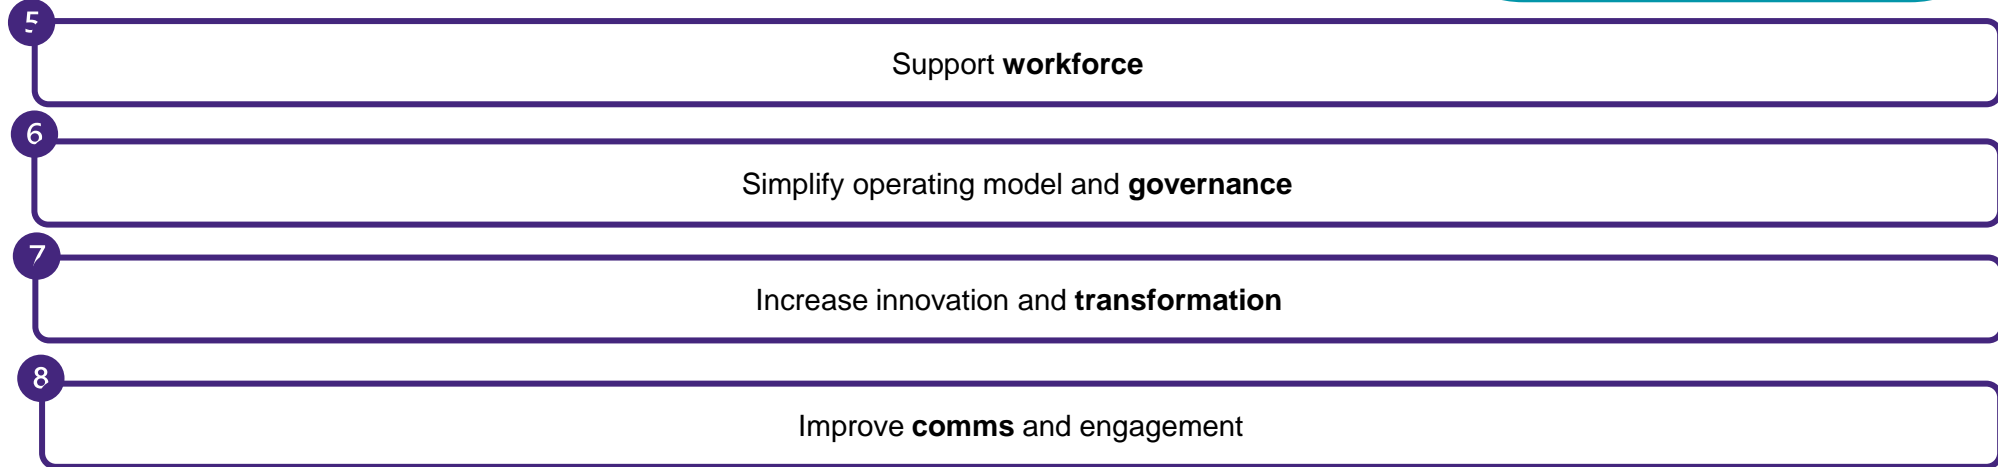 5
Support workforce
6
Simplify operating model and governance
7
Increase innovation and transformation
8
Improve comms and engagement